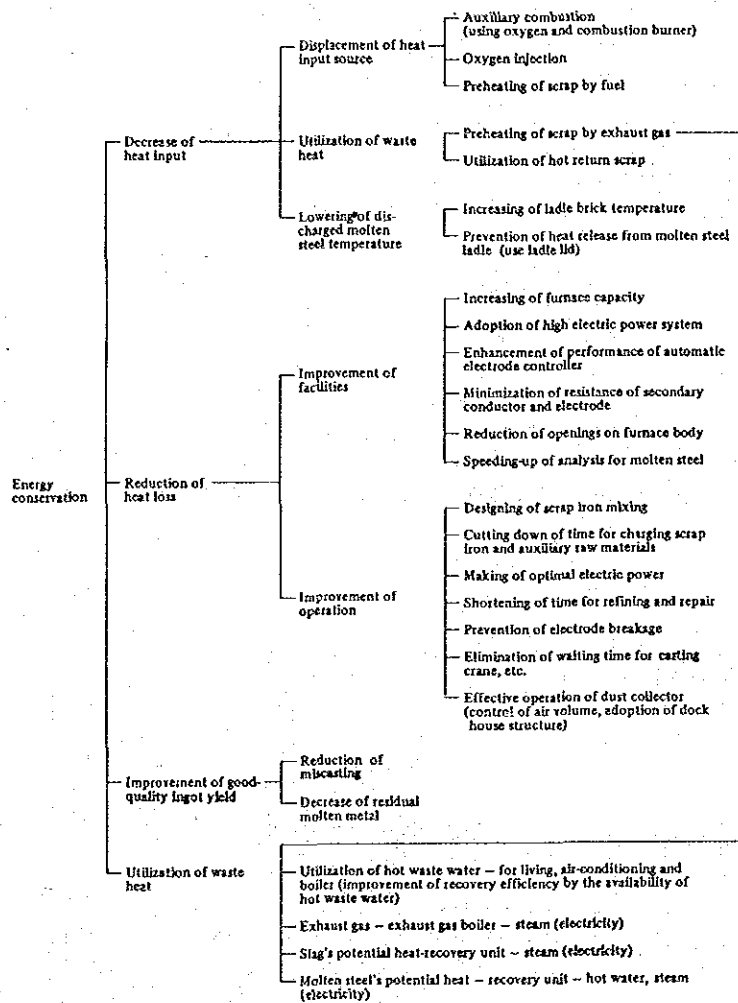 Auxiliary combustion
(using oxygen and combustion burner)
Displacement of heat
input source
Oxygen injection
Preheating of scrap by fuel
Decrease of
heat input
Utilization of waste
heat
Preheating of scrap by exhaust gas
Utilization of hot return scrap
Lowering of dis-
charged molten
steel temperature
Increasing of ladle brick temperature
Prevention of heat release from molten steel
ladle (use ladle lid)
Increasing of furnace capacity
Adoption of high electric power system
Improvement of
facilities
Enhancement of performance of automatic
electrode controller
Minimization of resistance of secondary
conductor and electrode
Reduction of openings on furnace body
Speeding-up of analysis for molten steel
Energy
conservation
Reduction of
heat loss
Designing of scrap iron mixing
Cutting down of time for charging scrap
iron and auxiliary raw materials
Making of optimal electric power
Improvement of
operation
Shortening of time for refining and repair
Prevention of electrode breakage
Elimination of waiting time for casting
crane, etc.
Effective operation of dust collector
(control of air volume, adoption of dock
house structure)
Improvement of good-
quality ingot yield
Reduction of
miscasting
Decrease of residual
molten metal
Utilization of waste
heat
Utilization of hot waste water – for living, air-conditioning and
boiler (improvement of recovery efficiency by the availability of
hot waste water)
Exhaust gas – exhaust gas boiler – steam (electricity)
Slag's potential heat-recovery unit – steam (electricity)
Molten steel's potential heat – recovery unit – hot water, steam
(electricity)